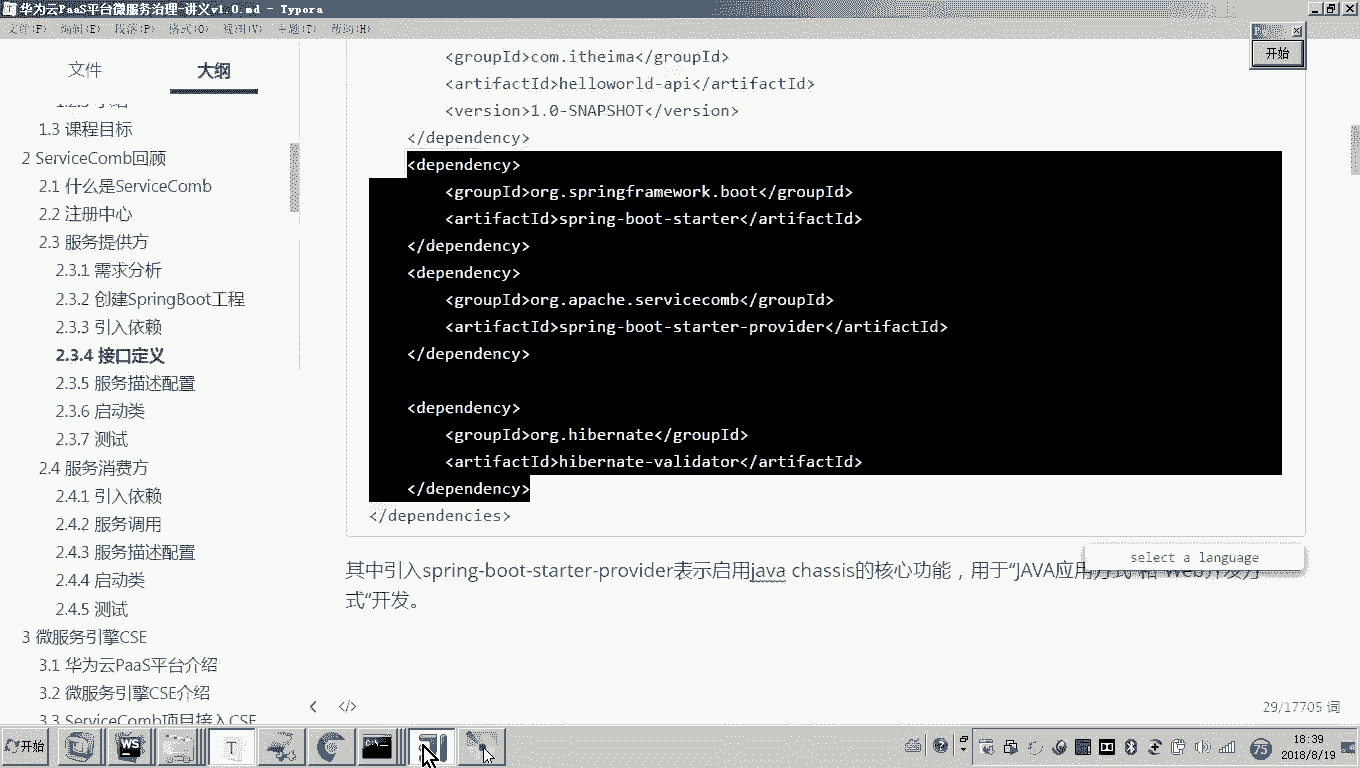 华为云PaaS平台微服务治理-讲义v1.0.md - Typora
文件(F) 编辑(E) 段落(P) 格式(O) 视图(V) 主题(T) 帮助(H)
开始
文件
大纲
1.3 课程目标
2 ServiceComb回顾
2.1 什么是ServiceComb
2.2 注册中心
2.3 服务提供方
2.3.1 需求分析
2.3.2 创建SpringBoot工程
2.3.3 引入依赖
2.3.4 接口定义
2.3.5 服务描述配置
2.3.6 启动类
2.3.7 测试
2.4 服务消费方
2.4.1 引入依赖
2.4.2 服务调用
2.4.3 服务描述配置
2.4.4 启动类
2.4.5 测试
3 微服务引擎CSE
3.1 华为云PaaS平台介绍
3.2 微服务引擎CSE介绍
3.3 ServiceComb项目接入CSE
<groupId>com.itheima</groupId>
<artifactId>helloworld-api</artifactId>
<version>1.0-SNAPSHOT</version>
</dependency>
<dependency>
<groupId>org.springframework.boot</groupId>
<artifactId>spring-boot-starter</artifactId>
</dependency>
<dependency>
<groupId>org.apache.servicecomb</groupId>
<artifactId>spring-boot-starter-provider</artifactId>
</dependency>
<dependency>
<groupId>org.hibernate</groupId>
<artifactId>hibernate-validator</artifactId>
</dependency>
</dependencies>
select a language
其中引入spring-boot-starter-provider表示启用java chassis的核心功能，用于“JAVA应用方式”和“Web开发方
式“开发。
29/17705 词
开始
75
18:39
2018/8/19